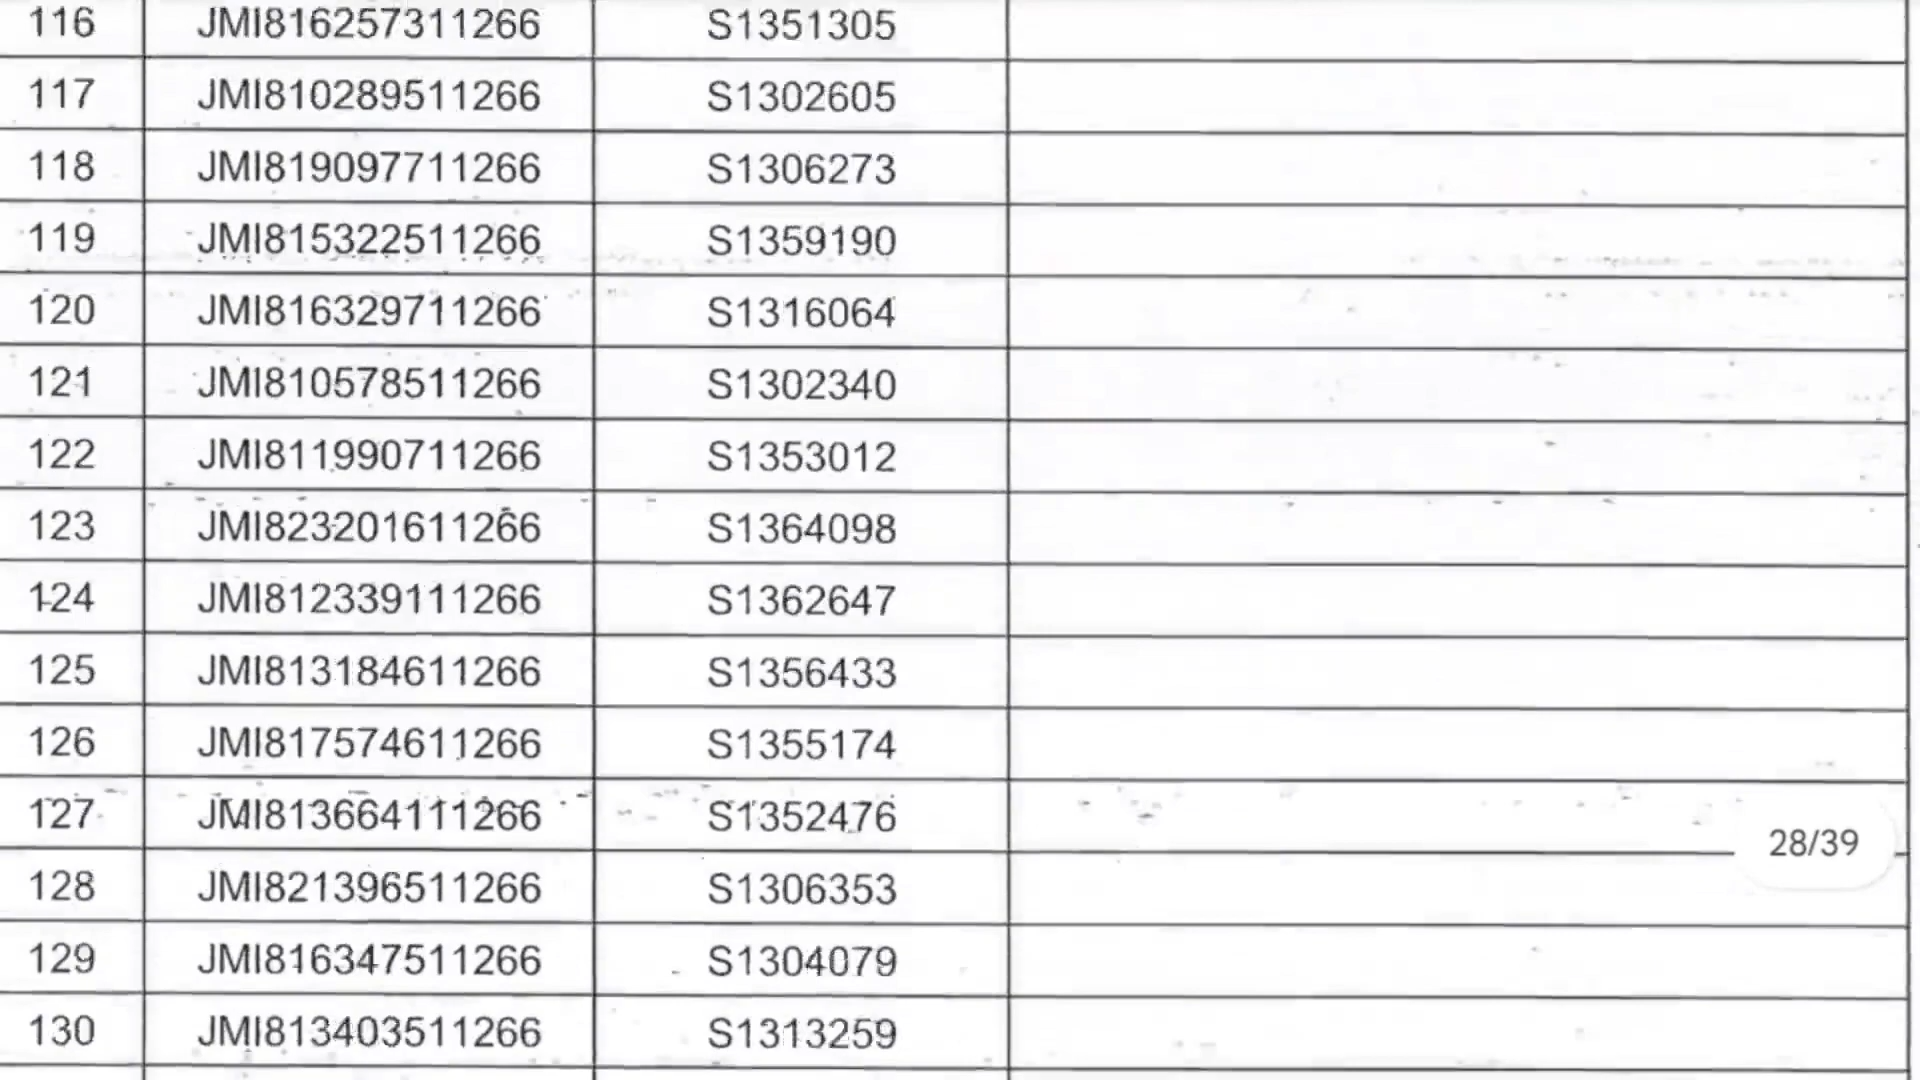 116 JMI816257311266 S1351305
117 JMI810289511266 S1302605
118 JMI819097711266 S1306273
119 JMI815322511266 S1359190
120 JMI816329711266 S1316064
121 JMI810578511266 S1302340
122 JMI811990711266 S1353012
123 JMI823201611266 S1364098
124 JMI812339111266 S1362647
125 JMI813184611266 S1356433
126 JMI817574611266 S1355174
127 JMI813664111266 S1352476
28/39
128 JMI821396511266 S1306353
129 JMI816347511266 S1304079
130 JMI813403511266 S1313259